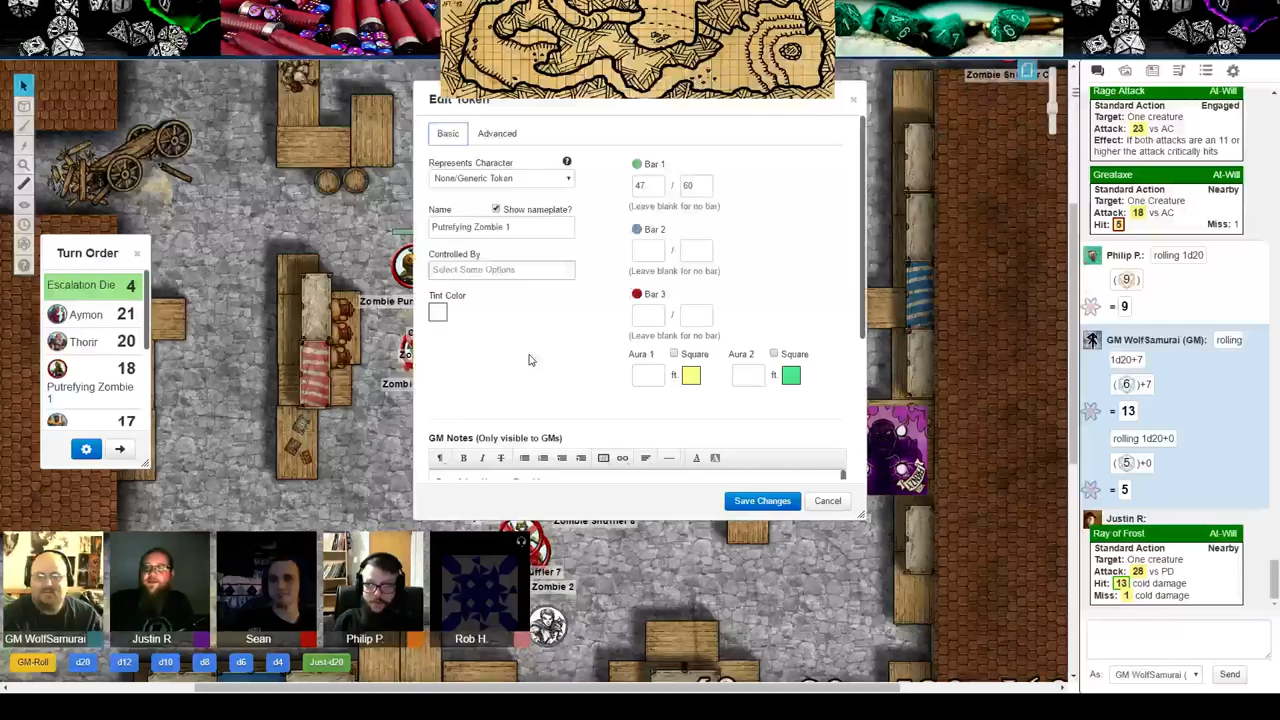 Zombie
Edit Token
Basic
Advanced
Represents Character
None/Generic Token
Name
Show nameplate?
Putrefying Zombie 1
Controlled By
Select Some Options
Tint Color
Bar 1
47 / 60
(Leave blank for no bar)
Bar 2
/
(Leave blank for no bar)
Bar 3
/
(Leave blank for no bar)
Aura 1 Square Aura 2 Square
ft. ft.
GM Notes (Only visible to GMs)
Save Changes
Cancel
Turn Order
Escalation Die 4
Aymon 21
Thorir 20
18
Putrefying Zombie
1
17
Zombie
Zombie 2
GM WolfSamurai
Justin R
Sean
Philip P.
Rob H.
GM-Roll
d20
d12
d10
d8
d6
d4
Just-d20
Rage Attack At-Will
Standard Action Engaged
Target: One creature
Attack: 23 vs AC
Effect: If both attacks are an 11 or
higher the attack critically hits
Greataxe At-Will
Standard Action Nearby
Target: One Creature
Attack: 18 vs AC
Hit: 5 Miss: 1
Philip P.: rolling 1d20
(9)
= 9
GM WolfSamurai (GM): rolling
1d20+7
(6)+7
= 13
rolling 1d20+0
(5)+0
= 5
Justin R:
Ray of Frost At-Will
Standard Action Nearby
Target: One creature
Attack: 28 vs PD
Hit: 13 cold damage
Miss: 1 cold damage
As: GM WolfSamurai (
Send